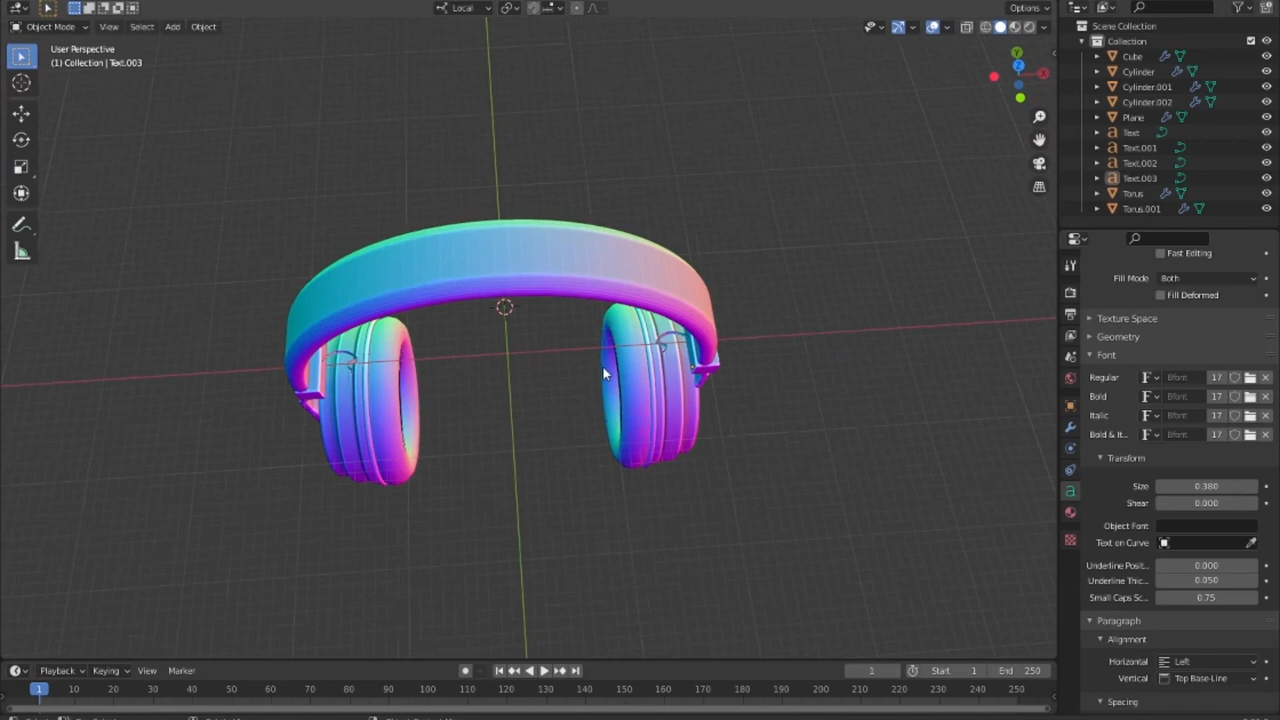 Local
Options
Object Mode
View
Select
Add
Object
User Perspective
(1) Collection | Text.003
Y
Z
X
Scene Collection
Collection
Cube
Cylinder
Cylinder.001
Cylinder.002
Plane
Text
Text.001
Text.002
Text.003
Torus
Torus.001
Fast Editing
Fill Mode Both
Fill Deformed
Texture Space
Geometry
Font
Regular F Bfont 17
Bold F Bfont 17
Italic F Bfont 17
Bold & It... F Bfont 17
Transform
Size 0.380
Shear 0.000
Object Font
Text on Curve
Underline Posit... 0.000
Underline Thic... 0.050
Small Caps Sc... 0.75
Paragraph
Alignment
Horizontal Left
Vertical Top Base-Line
Spacing
Playback Keying View Marker
1 Start 1 End 250
1 10 20 30 40 50 60 70 80 90 100 110 120 130 140 150 160 170 180 190 200 210 220 230 240 250